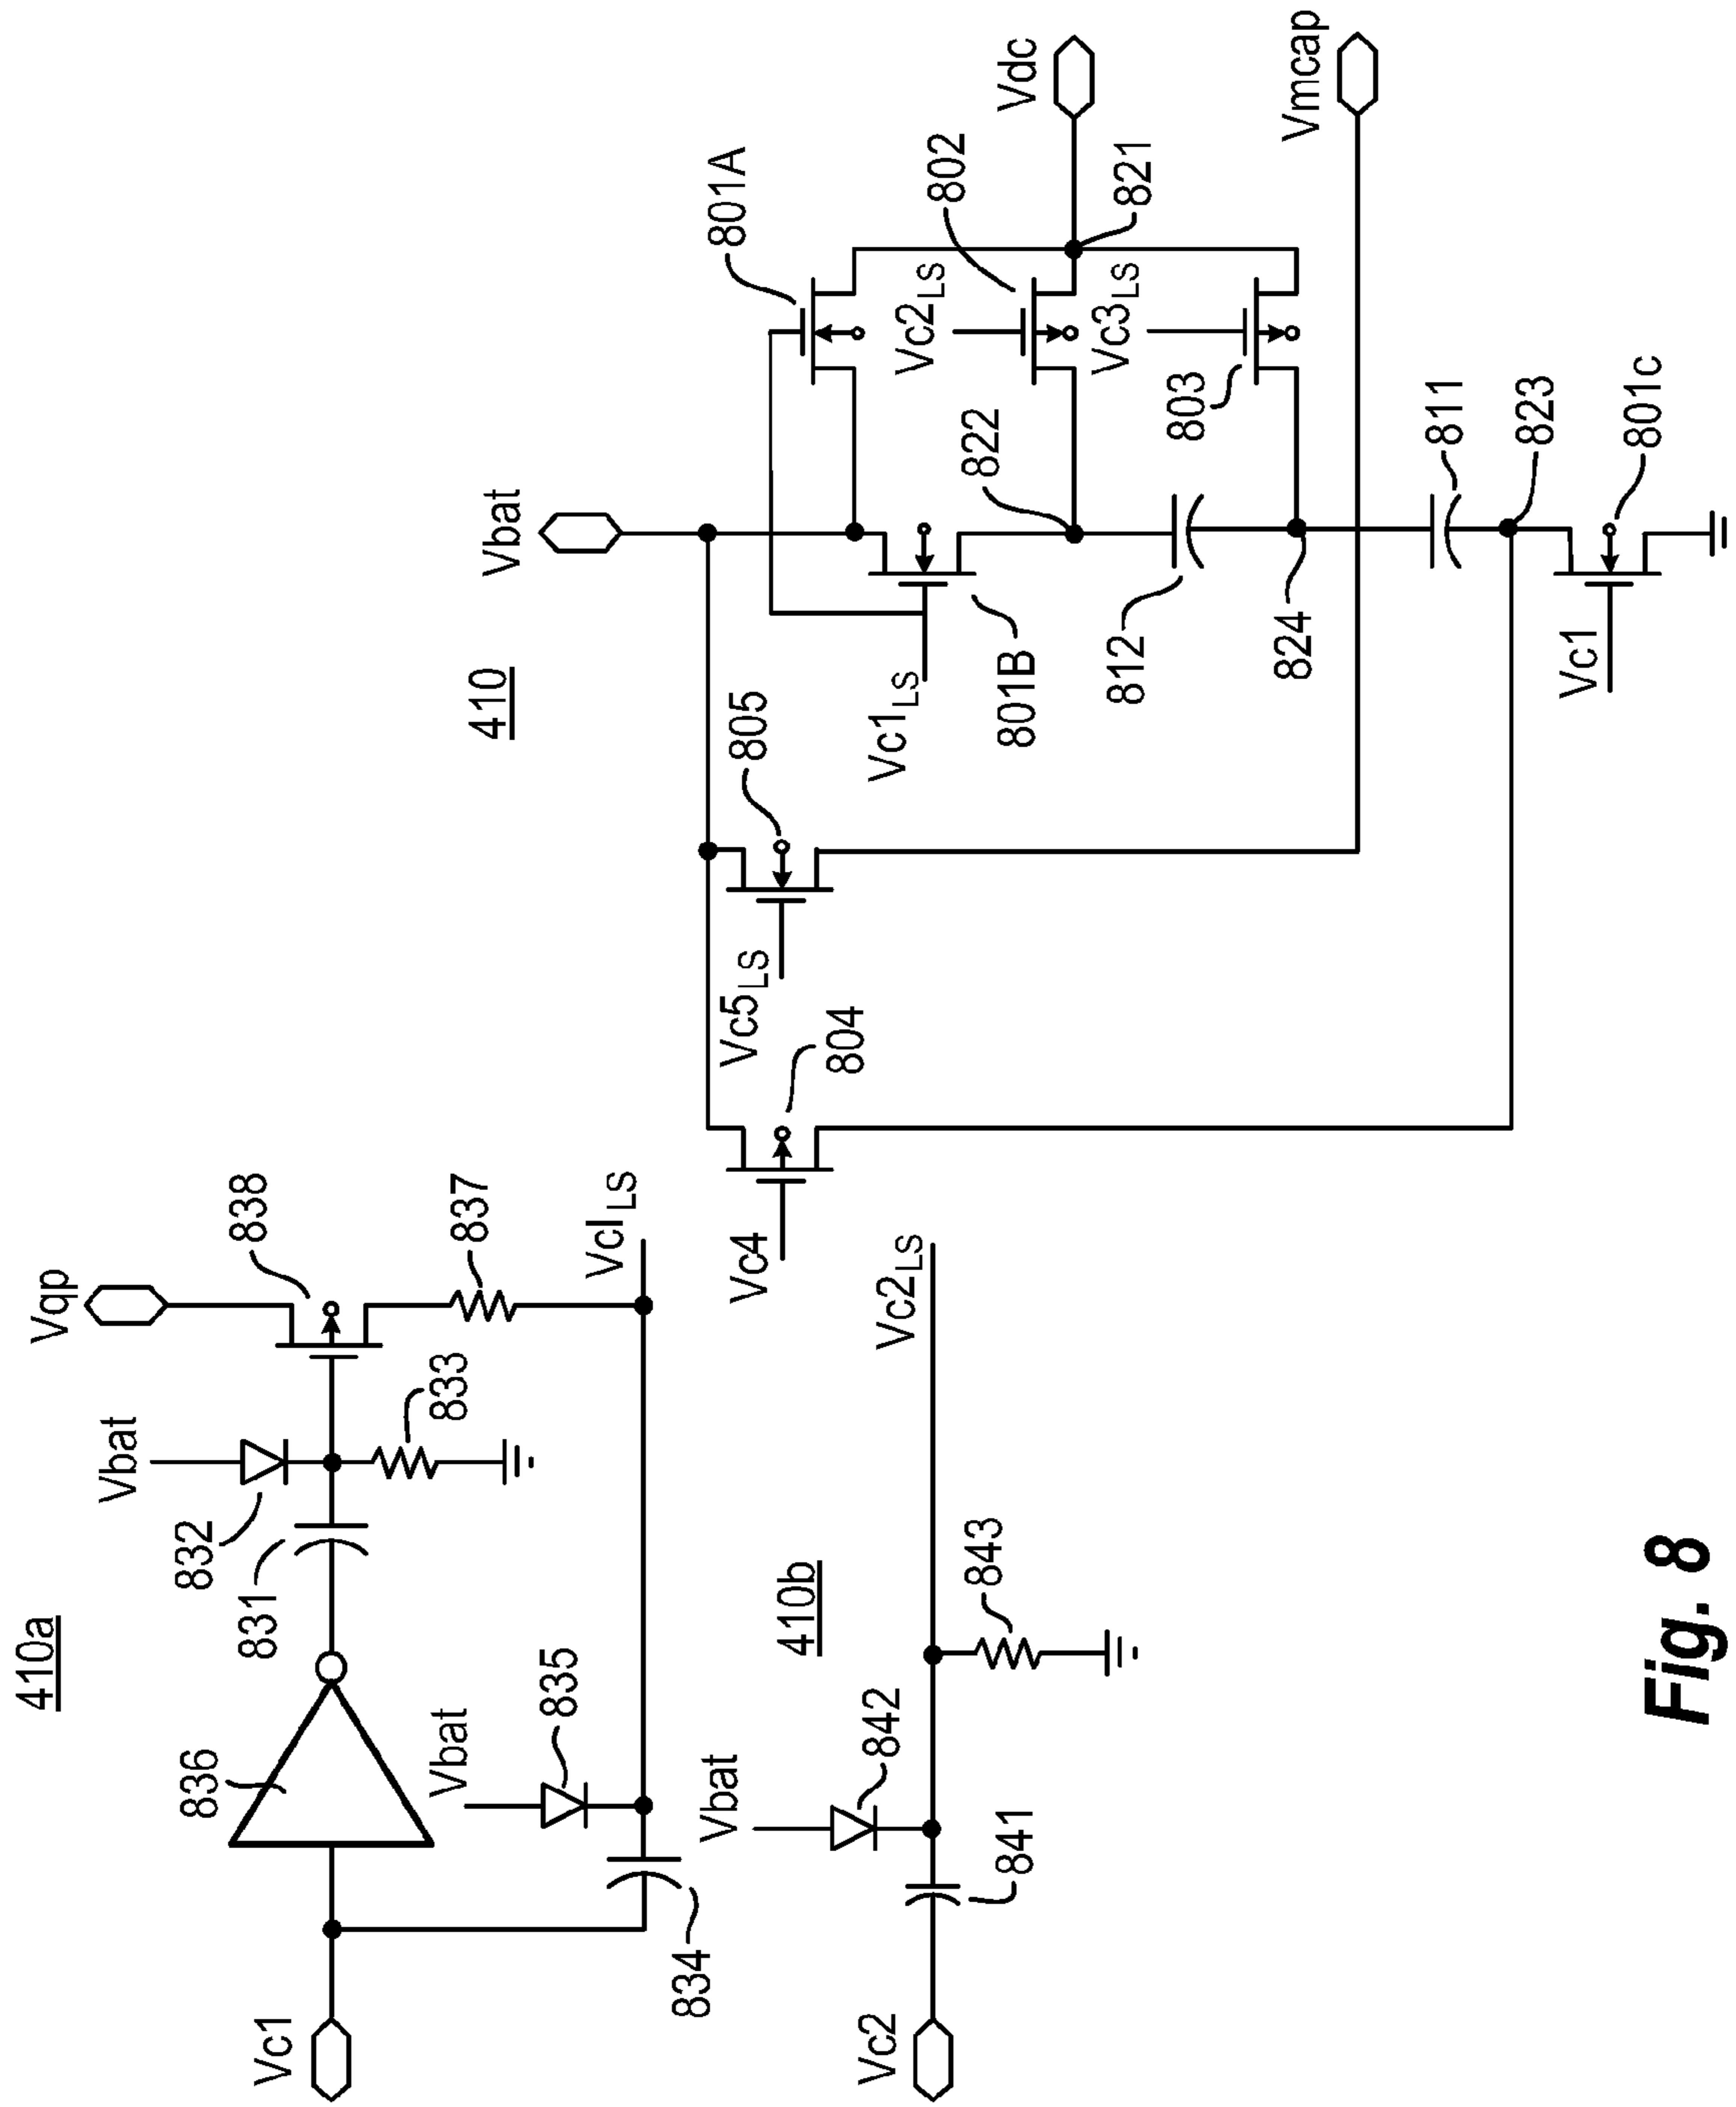 410a
Vc1
836
831
832
Vbat
833
Vqp
838
837
VcI LS
834
Vbat
835
410b
Vc2
841
Vbat
842
843
Vc2 LS
410
Vbat
Vc4
804
Vc5 LS
805
Vc1 LS
801B
801A
822
Vc2 LS
802
Vdc
821
Vc3 LS
803
Vmcap
812
824
811
823
Vc1
801c
Fig. 8